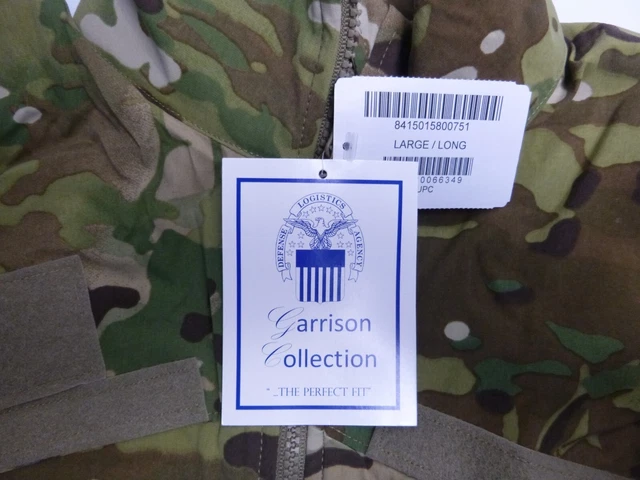 8415015800751
LARGE / LONG
0066349
UPC
DEFENSE LOGISTICS AGENCY
Garrison
Collection
"...THE PERFECT FIT"